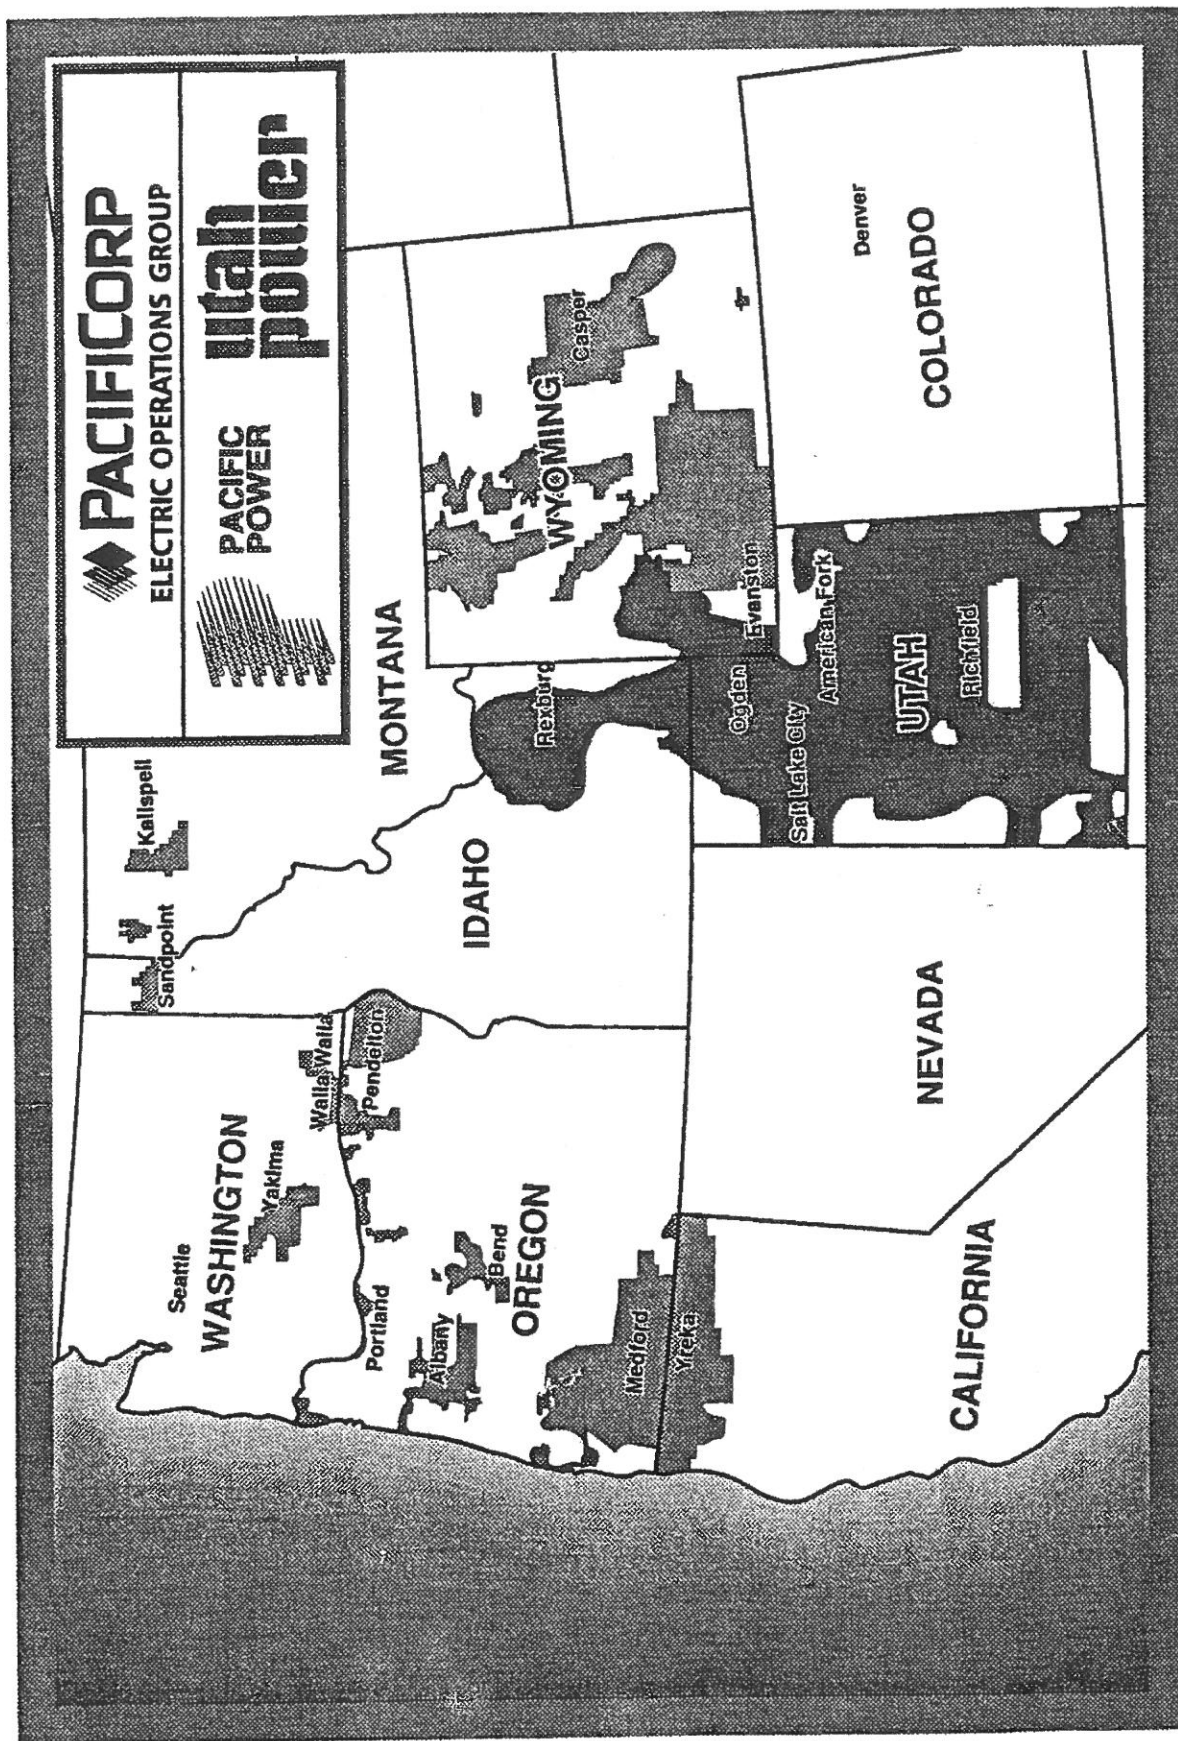 PACIFICORP
ELECTRIC OPERATIONS GROUP
PACIFIC
POWER
utah
power
Seattle
WASHINGTON
Yakima
Walla Walla
Pendelton
Portland
Albany
Bend
OREGON
Medford
Yreka
CALIFORNIA
Sandpoint
Kalispell
MONTANA
IDAHO
Rexburg
WYOMING
Casper
Evanston
NEVADA
Ogden
Salt Lake City
American Fork
UTAH
Richfield
Denver
COLORADO